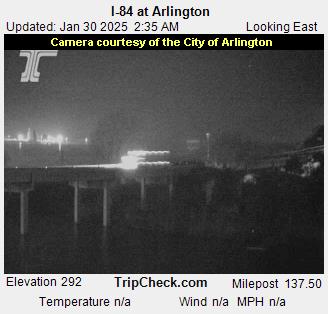 I-84 at Arlington
Updated: Jan 30 2025 2:35 AM Looking East
Camera courtesy of the City of Arlington
Elevation 292 TripCheck.com Milepost 137.50
Temperature n/a Wind n/a MPH n/a